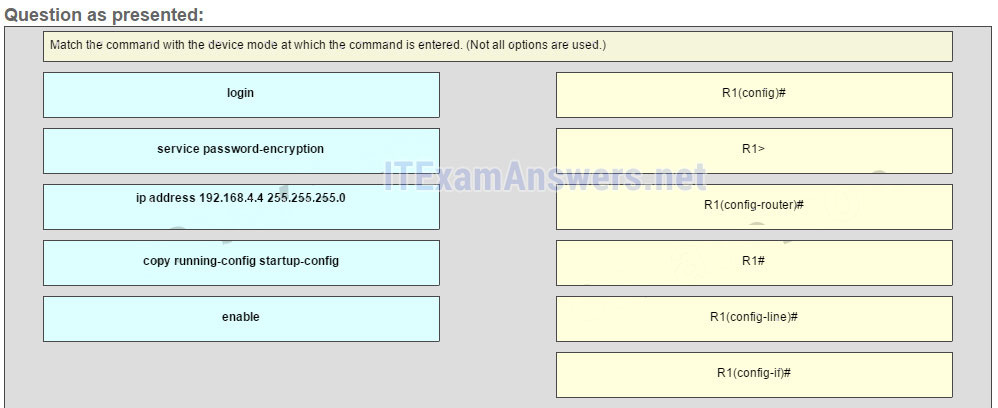 Question as presented:
Match the command with the device mode at which the command is entered. (Not all options are used.)
login
R1(config)#
service password-encryption
R1>
ITExamAnswers.net
ip address 192.168.4.4 255.255.255.0
R1(config-router)#
copy running-config startup-config
R1#
enable
R1(config-line)#
R1(config-if)#